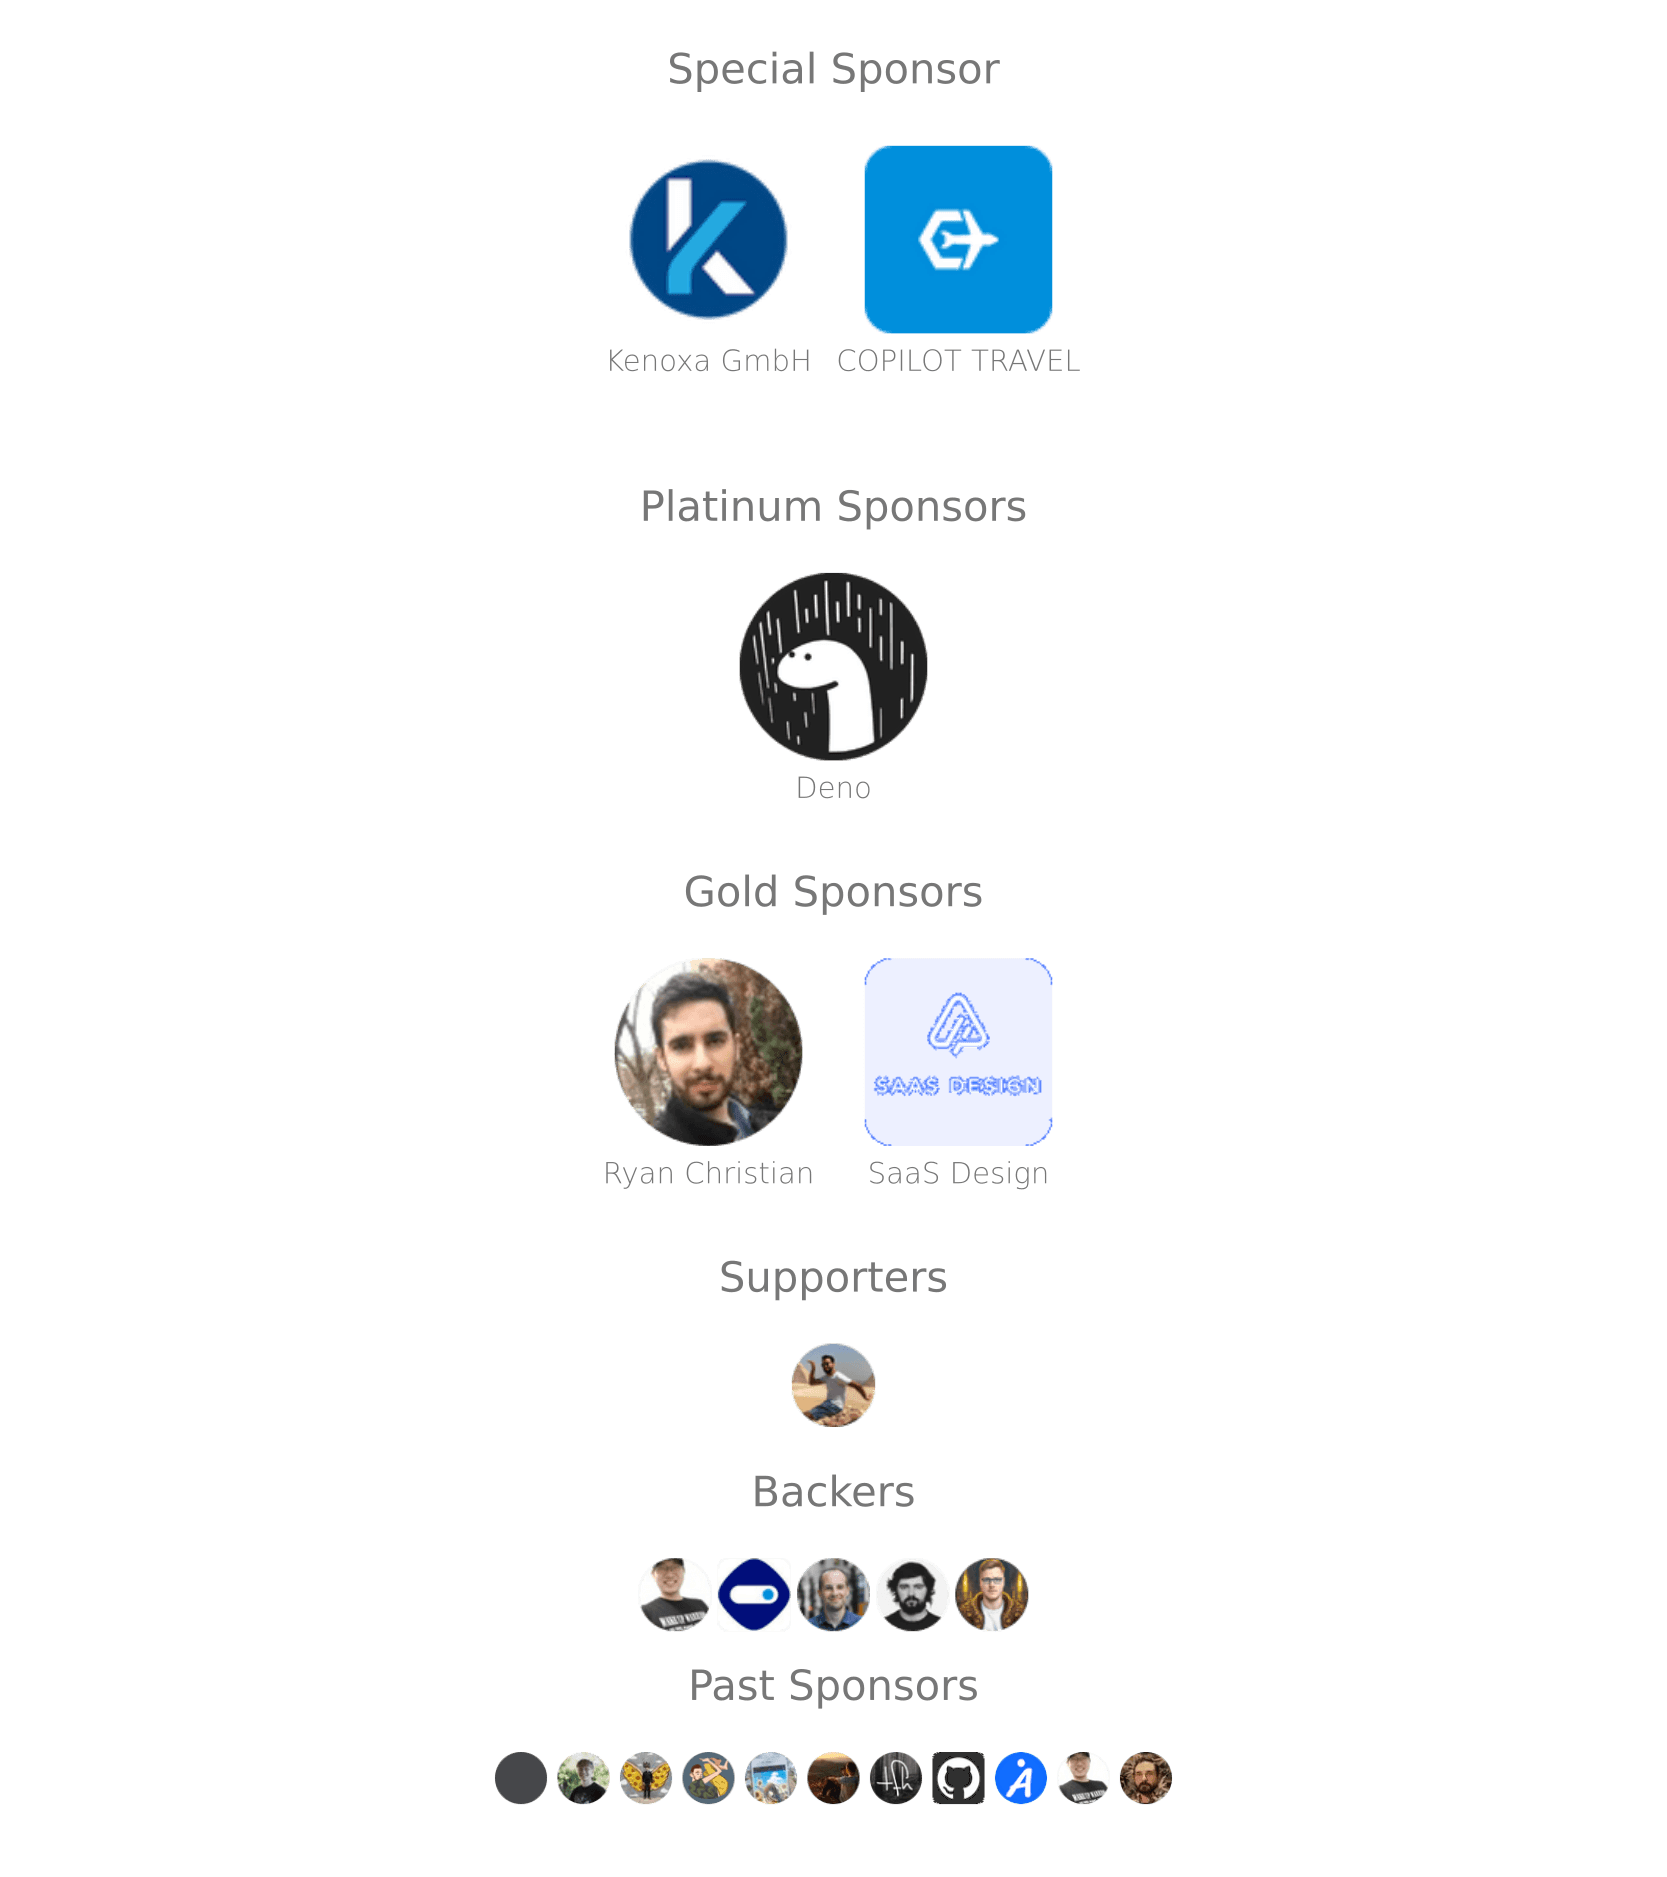 Special Sponsor
Kenoxa GmbH COPILOT TRAVEL
Platinum Sponsors
Deno
Gold Sponsors
SAAS DESIGN
Ryan Christian SaaS Design
Supporters
Backers
Past Sponsors